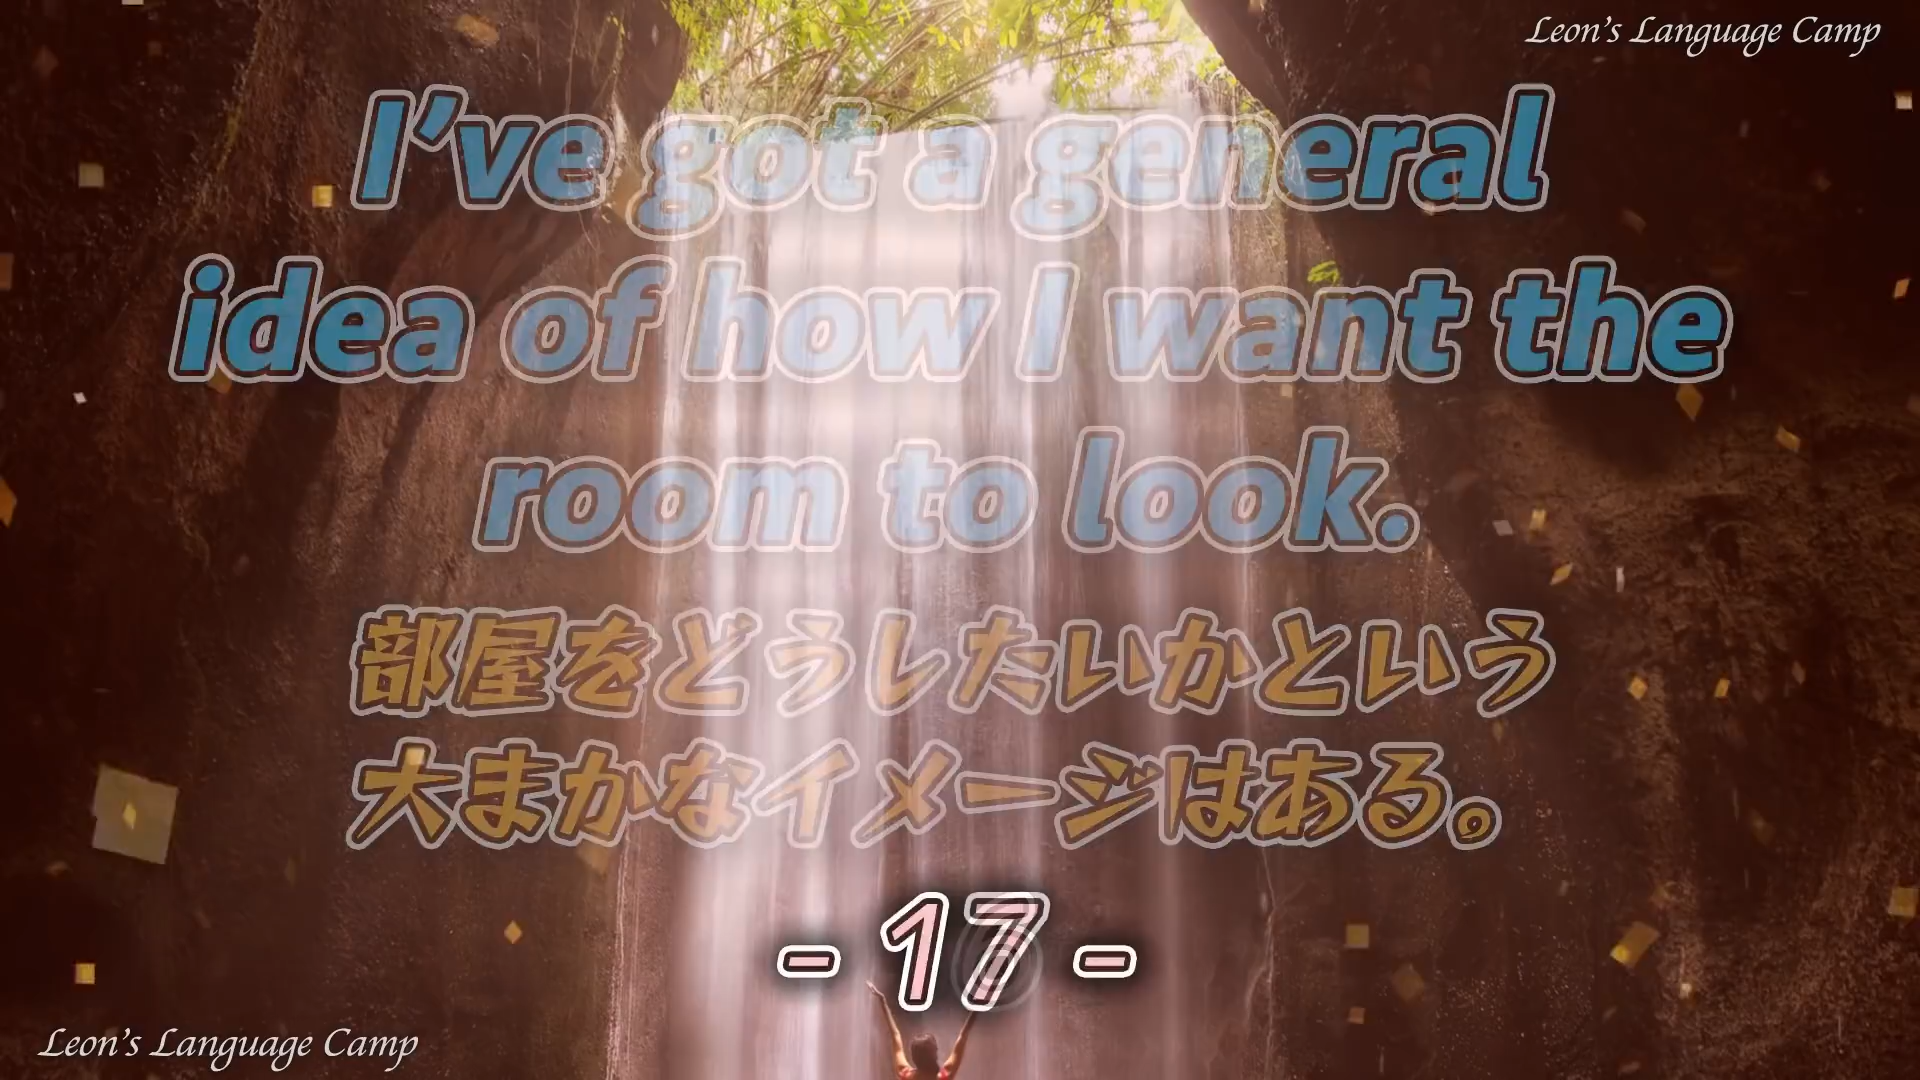 Leon's Language Camp
I've got a general
idea of how I want the
room to look.
部屋をどうしたいかという
大まかなイメージはある。
- 17 -
Leon's Language Camp